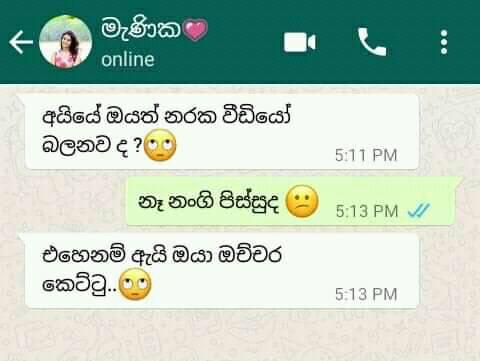 මැණික💗
online
අයියේ ඔයත් නරක වීඩියෝ
බලනව ද ?🙄
5:11 PM
නෑ නංගි පිස්සුද 😕
5:13 PM
එහෙනම් ඇයි ඔයා ඔච්චර
කෙට්ටු..🙄
5:13 PM